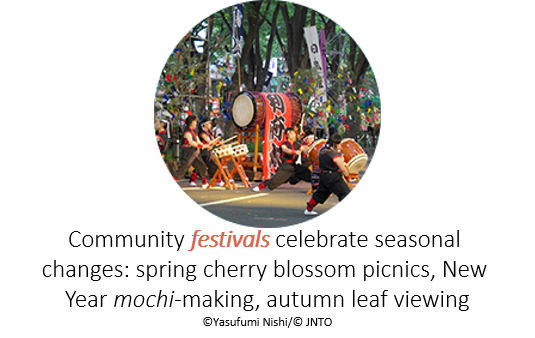 Community festivals celebrate seasonal
changes: spring cherry blossom picnics, New
Year mochi-making, autumn leaf viewing
©Yasufumi Nishi/© JNTO